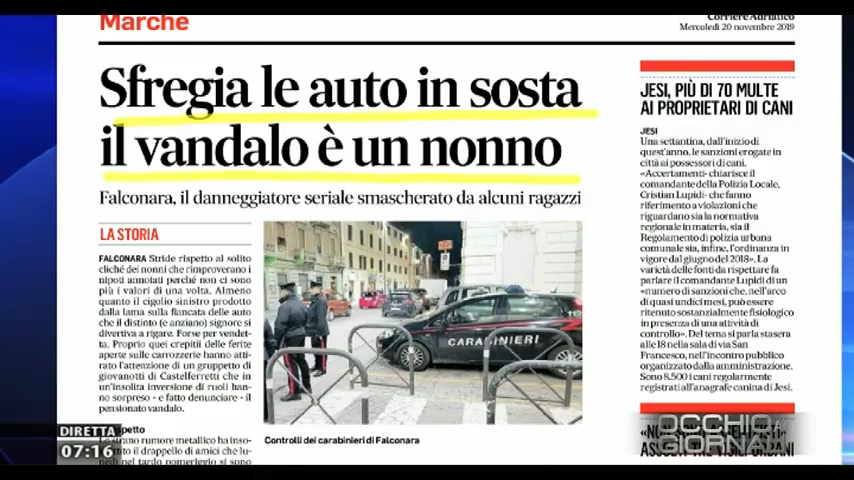 Marche
Corriere Adriatico
Mercoledì 20 novembre 2019
Sfregia le auto in sosta
il vandalo è un nonno
Falconara, il danneggiatore seriale smascherato da alcuni ragazzi
LA STORIA
FALCONARA Stride rispetto al solito
cliché dei nonni che rimproverano i
nipoti annoiati perché non ci sono
più i valori di una volta. Almeno
quanto il cigolio sinistro prodotto
dalla lama sulla fiancata delle auto
che il distinto (e anziano) signore si
divertiva a rigare. Forse per vendet-
ta. Proprio quei crepitii delle ferite
aperte sulle carrozzerie hanno atti-
rato l'attenzione di un gruppetto di
giovanotti di Castelferretti che in
un'insolita inversione di ruoli han-
no sorpreso - e fatto denunciare - il
pensionato vandalo.
metallico ha inso-
il drappello di amici che lu-
nedì nel tardo pomeriggio si sono
CARABINIERI
112
Controlli dei carabinieri di Falconara
JESI, PIÙ DI 70 MULTE
AI PROPRIETARI DI CANI
JESI
Una settantina, dall'inizio di
quest'anno, le sanzioni erogate in
città ai possessori di cani.
«Accertamenti- chiarisce il
comandante della Polizia Locale,
Cristian Lupidi- che fanno
riferimento a violazioni che
riguardano sia la normativa
regionale in materia, sia il
Regolamento di polizia urbana
comunale sia, infine, l'ordinanza in
vigore dal giugno del 2018». La
varietà delle fonti da rispettare fa
parlare il comandante Lupidi di un
«numero di sanzioni che, nell'arco
di quasi undici mesi, può essere
ritenuto sostanzialmente fisiologico
in presenza di una attività di
controllo». Del tema si parla stasera
alle 18 nella sala di via San
Francesco, nell'incontro pubblico
organizzato dalla amministrazione.
Sono 8.500 i cani regolarmente
registrati all'anagrafe canina di Jesi.
OCCHIO AI
GIORNALI
DIRETTA
07:16